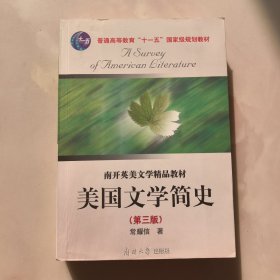 普通高等教育“十一五”国家级规划教材
A Survey
of American Literature
南开英美文学精品教材
美国文学简史
（第三版）
常耀信 著
南开大学出版社